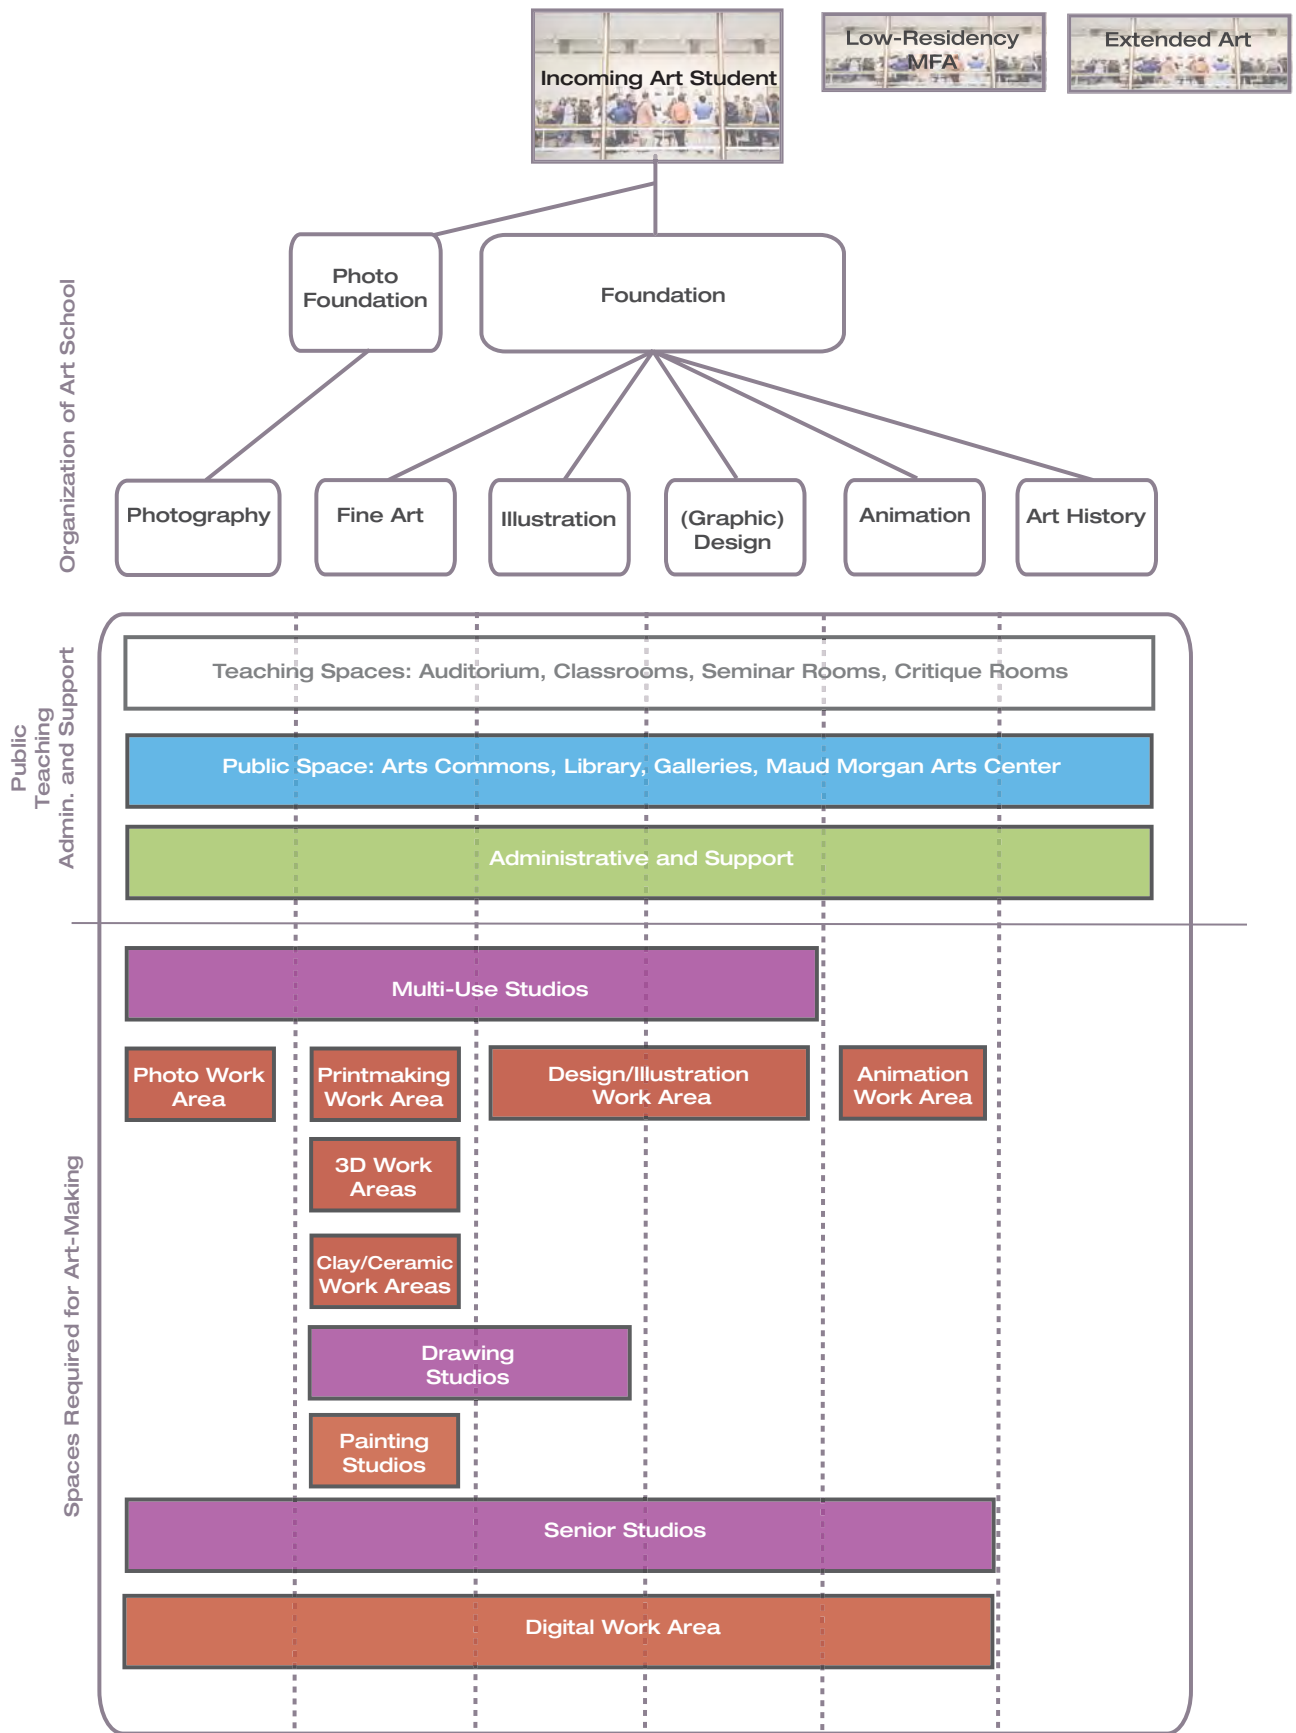 Incoming Art Student
Low-Residency
MFA
Extended Art
Organization of Art School
Photo
Foundation
Foundation
Photography
Fine Art
Illustration
(Graphic)
Design
Animation
Art History
Public
Teaching
Admin. and Support
Teaching Spaces: Auditorium, Classrooms, Seminar Rooms, Critique Rooms
Public Space: Arts Commons, Library, Galleries, Maud Morgan Arts Center
Administrative and Support
Spaces Required for Art-Making
Multi-Use Studios
Photo Work
Area
Printmaking
Work Area
Design/Illustration
Work Area
Animation
Work Area
3D Work
Areas
Clay/Ceramic
Work Areas
Drawing
Studios
Painting
Studios
Senior Studios
Digital Work Area